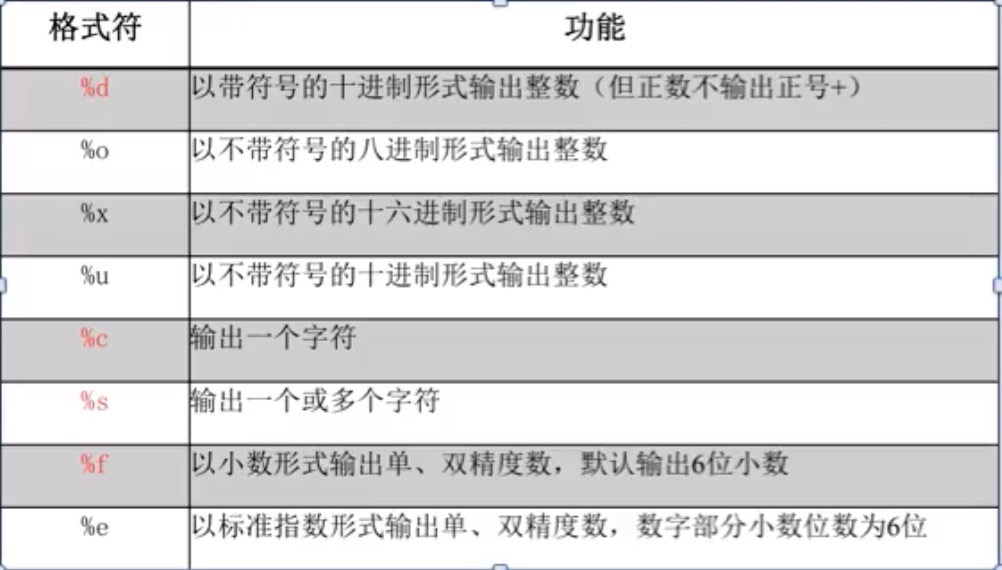 格式符 功能
%d 以带符号的十进制形式输出整数（但正数不输出正号+）
%o 以不带符号的八进制形式输出整数
%x 以不带符号的十六进制形式输出整数
%u 以不带符号的十进制形式输出整数
%c 输出一个字符
%s 输出一个或多个字符
%f 以小数形式输出单、双精度数，默认输出6位小数
%e 以标准指数形式输出单、双精度数，数字部分小数位数为6位